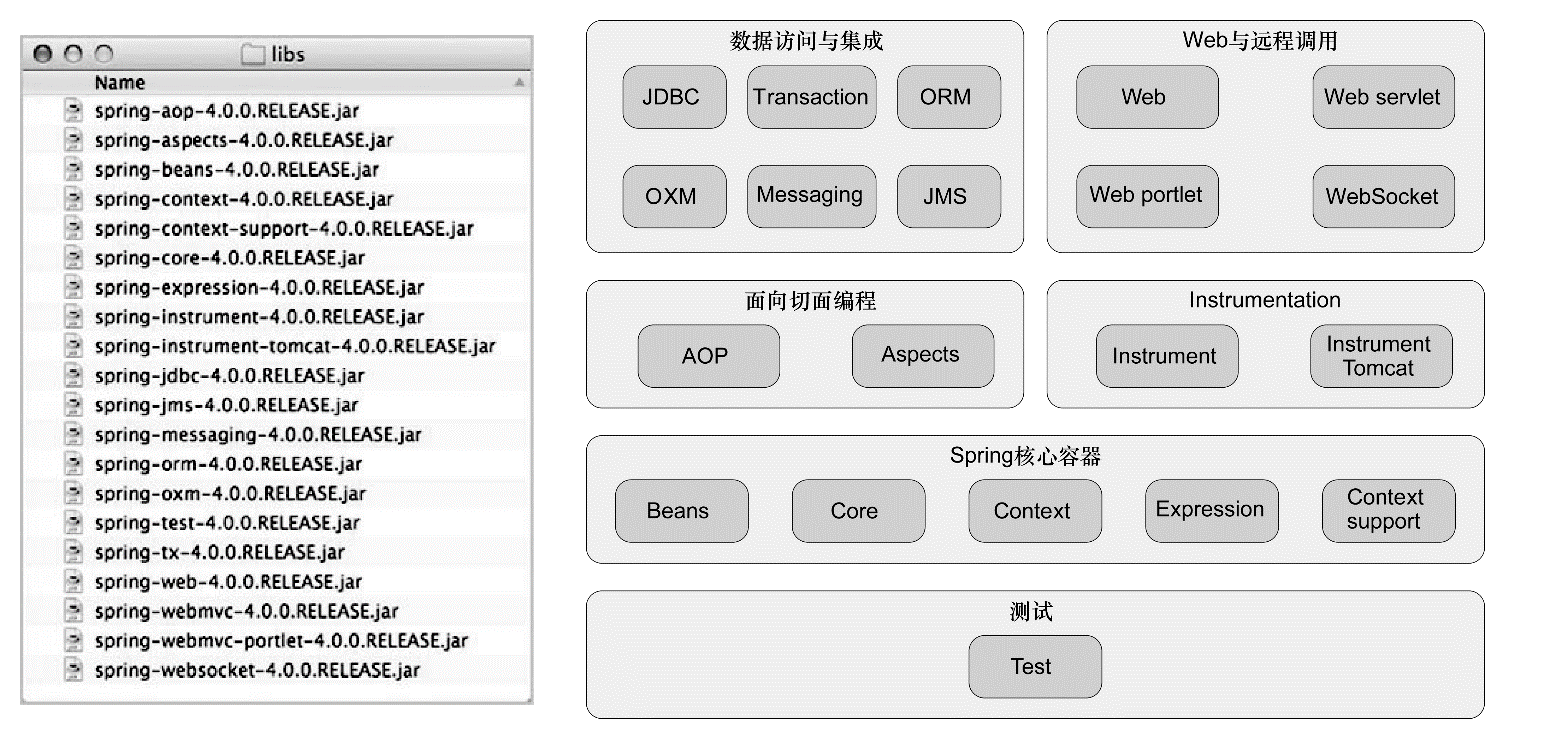 libs
Name
spring-aop-4.0.0.RELEASE.jar
spring-aspects-4.0.0.RELEASE.jar
spring-beans-4.0.0.RELEASE.jar
spring-context-4.0.0.RELEASE.jar
spring-context-support-4.0.0.RELEASE.jar
spring-core-4.0.0.RELEASE.jar
spring-expression-4.0.0.RELEASE.jar
spring-instrument-4.0.0.RELEASE.jar
spring-instrument-tomcat-4.0.0.RELEASE.jar
spring-jdbc-4.0.0.RELEASE.jar
spring-jms-4.0.0.RELEASE.jar
spring-messaging-4.0.0.RELEASE.jar
spring-orm-4.0.0.RELEASE.jar
spring-oxm-4.0.0.RELEASE.jar
spring-test-4.0.0.RELEASE.jar
spring-tx-4.0.0.RELEASE.jar
spring-web-4.0.0.RELEASE.jar
spring-webmvc-4.0.0.RELEASE.jar
spring-webmvc-portlet-4.0.0.RELEASE.jar
spring-websocket-4.0.0.RELEASE.jar
数据访问与集成
JDBC
Transaction
ORM
OXM
Messaging
JMS
Web与远程调用
Web
Web servlet
Web portlet
WebSocket
面向切面编程
AOP
Aspects
Instrumentation
Instrument
Instrument
Tomcat
Spring核心容器
Beans
Core
Context
Expression
Context
support
测试
Test